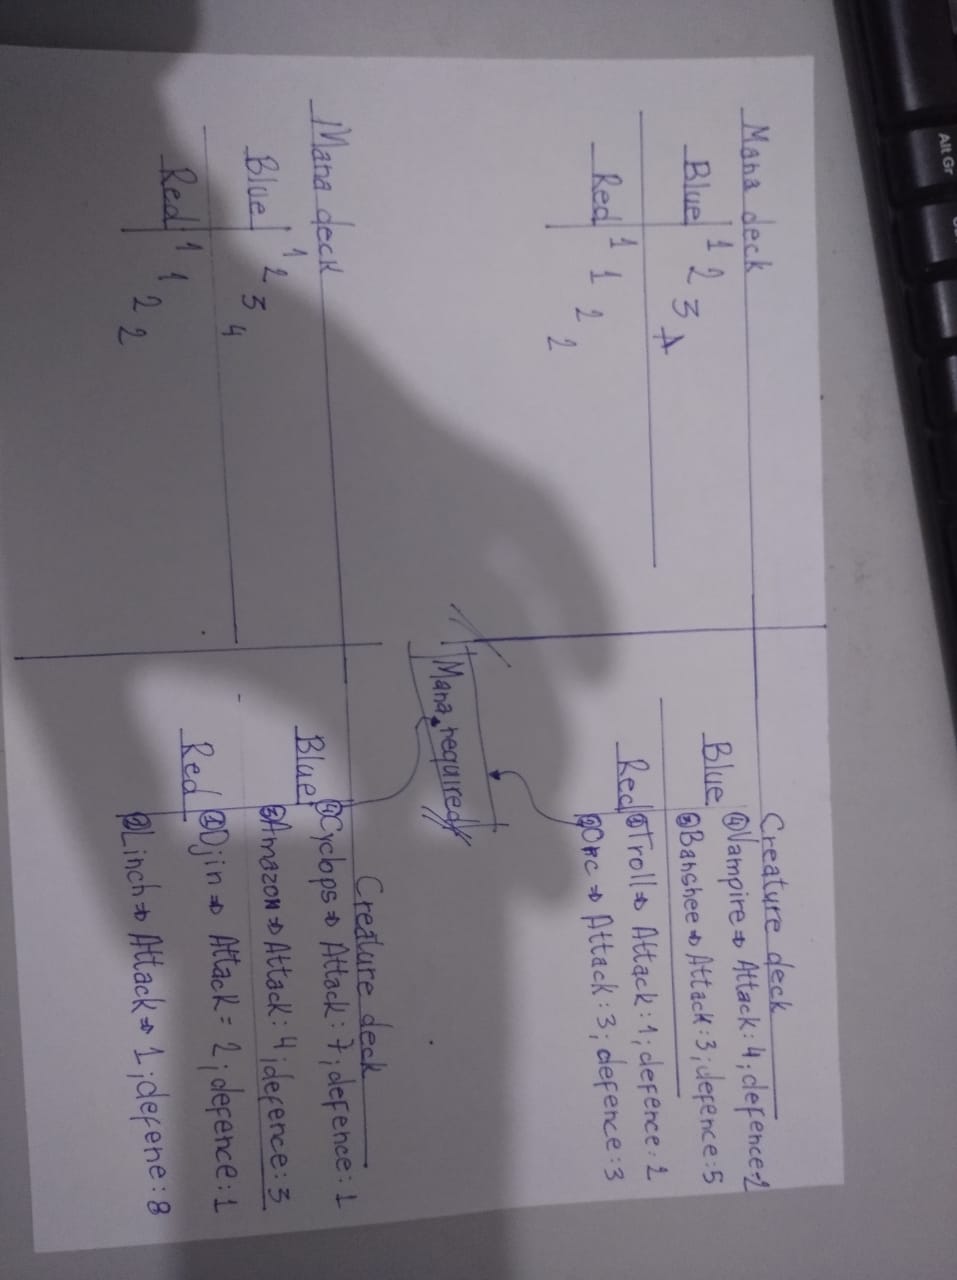 Mana deck
Blue 1 2 3 4
Red 1 1 2 2
Creature deck
Blue ④Vampire⇒ Attack: 4; defence:2
③Banshee⇒Attack:3;defence:5
Red ①Troll⇒ Attack:1; defence:2
②Orc⇒ Attack:3; defence:3
Mana required
Mana deck
Blue 1 2 3 4
Red 1 1 2 2
Creature deck
Blue ④Cyclops⇒ Attack:7; defence:1
③Amazon⇒Attack:4;defence:3
Red ①Djin⇒ Attack=2; defence:1
②Linch⇒Attack⇒1; defene:8
Alt Gr